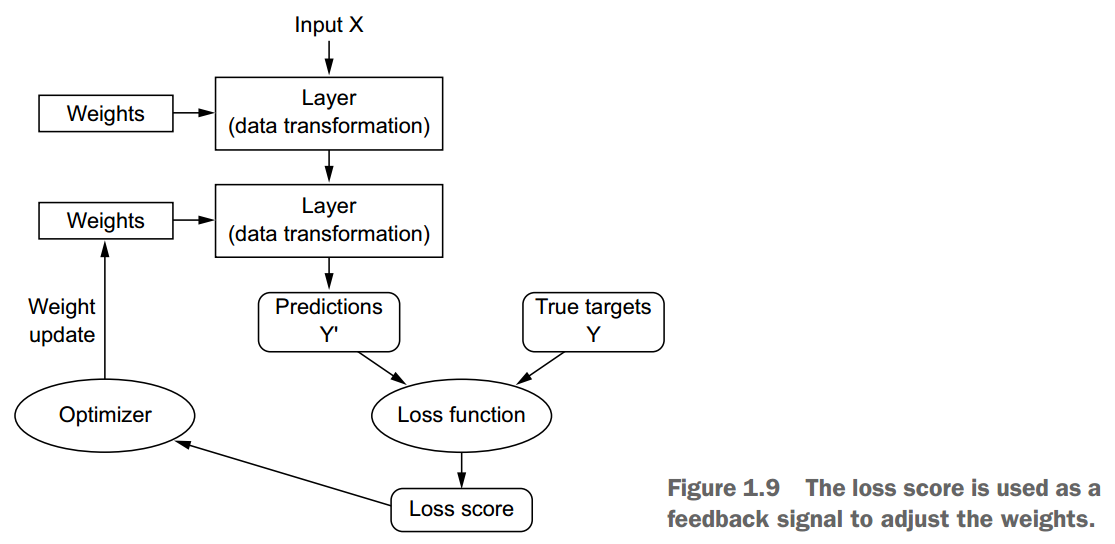 Input X
Weights
Layer
(data transformation)
Weights
Layer
(data transformation)
Weight
update
Predictions
Y'
True targets
Y
Optimizer
Loss function
Loss score
Figure 1.9 The loss score is used as a
feedback signal to adjust the weights.